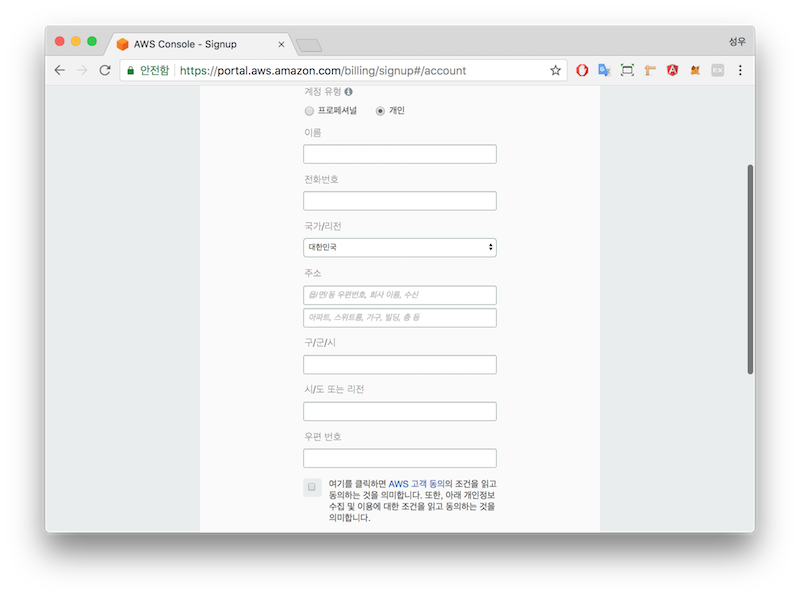 AWS Console - Signup
성우
안전함
https://portal.aws.amazon.com/billing/signup#/account
계정 유형
프로페셔널
개인
이름
전화번호
국가/리전
대한민국
주소
읍/면/동 우편번호, 회사 이름, 수신
아파트, 스위트룸, 가구, 빌딩, 층 등
구/군/시
시/도 또는 리전
우편 번호
여기를 클릭하면 AWS 고객 동의의 조건을 읽고
동의하는 것을 의미합니다. 또한, 아래 개인정보
수집 및 이용에 대한 조건을 읽고 동의하는 것을
의미합니다.